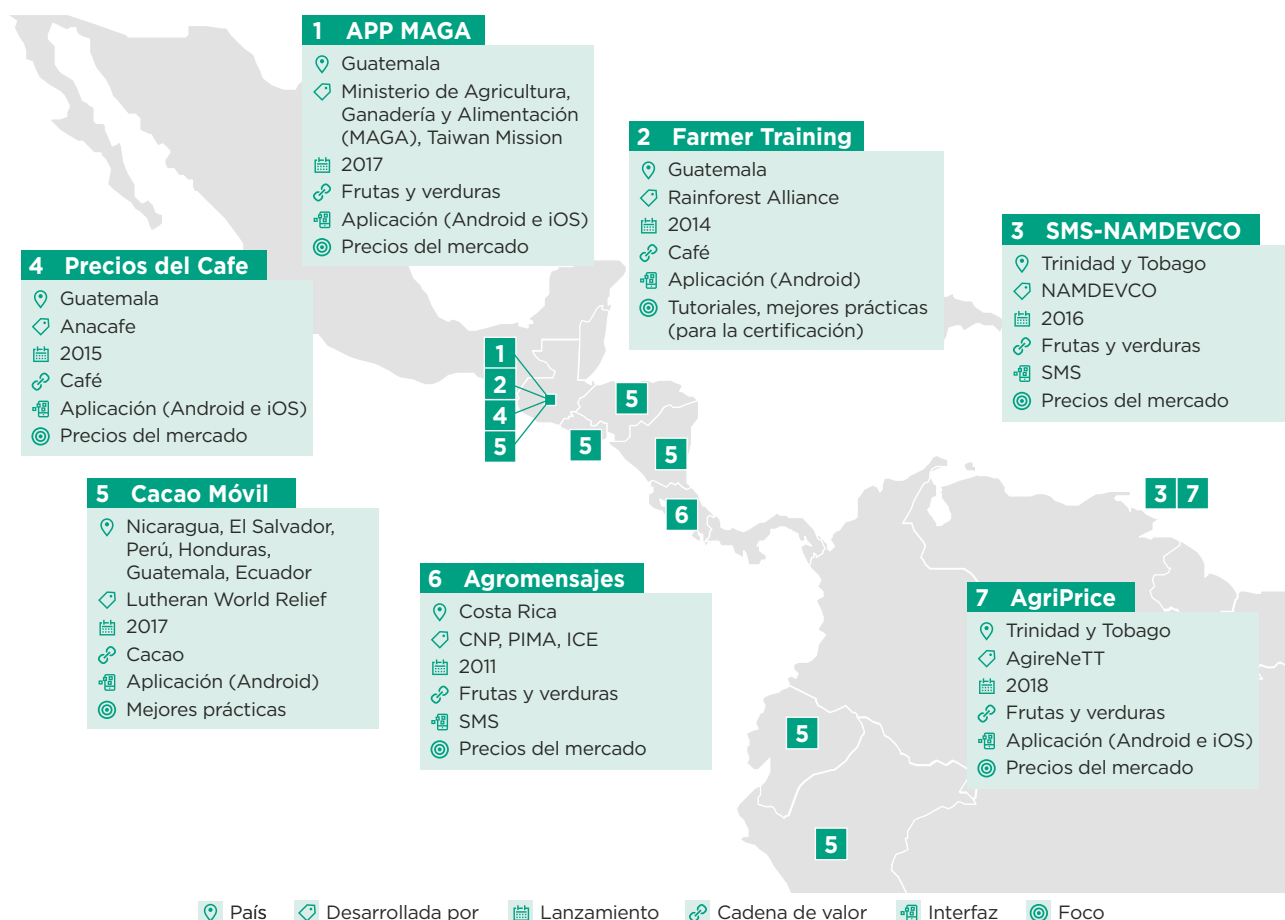 1 APP MAGA
Guatemala
Ministerio de Agricultura,
Ganadería y Alimentación
(MAGA), Taiwan Mission
2017
Frutas y verduras
Aplicación (Android e iOS)
Precios del mercado
2 Farmer Training
Guatemala
Rainforest Alliance
2014
Café
Aplicación (Android)
Tutoriales, mejores prácticas
(para la certificación)
3 SMS-NAMDEVCO
Trinidad y Tobago
NAMDEVCO
2016
Frutas y verduras
SMS
Precios del mercado
4 Precios del Cafe
Guatemala
Anacafe
2015
Café
Aplicación (Android e iOS)
Precios del mercado
1
2
4
5
5
5
5
6
3 7
5 Cacao Móvil
Nicaragua, El Salvador,
Perú, Honduras,
Guatemala, Ecuador
Lutheran World Relief
2017
Cacao
Aplicación (Android)
Mejores prácticas
6 Agromensajes
Costa Rica
CNP, PIMA, ICE
2011
Frutas y verduras
SMS
Precios del mercado
7 AgriPrice
Trinidad y Tobago
AgireNeTT
2018
Frutas y verduras
Aplicación (Android e iOS)
Precios del mercado
5
5
País Desarrollada por Lanzamiento Cadena de valor Interfaz Foco